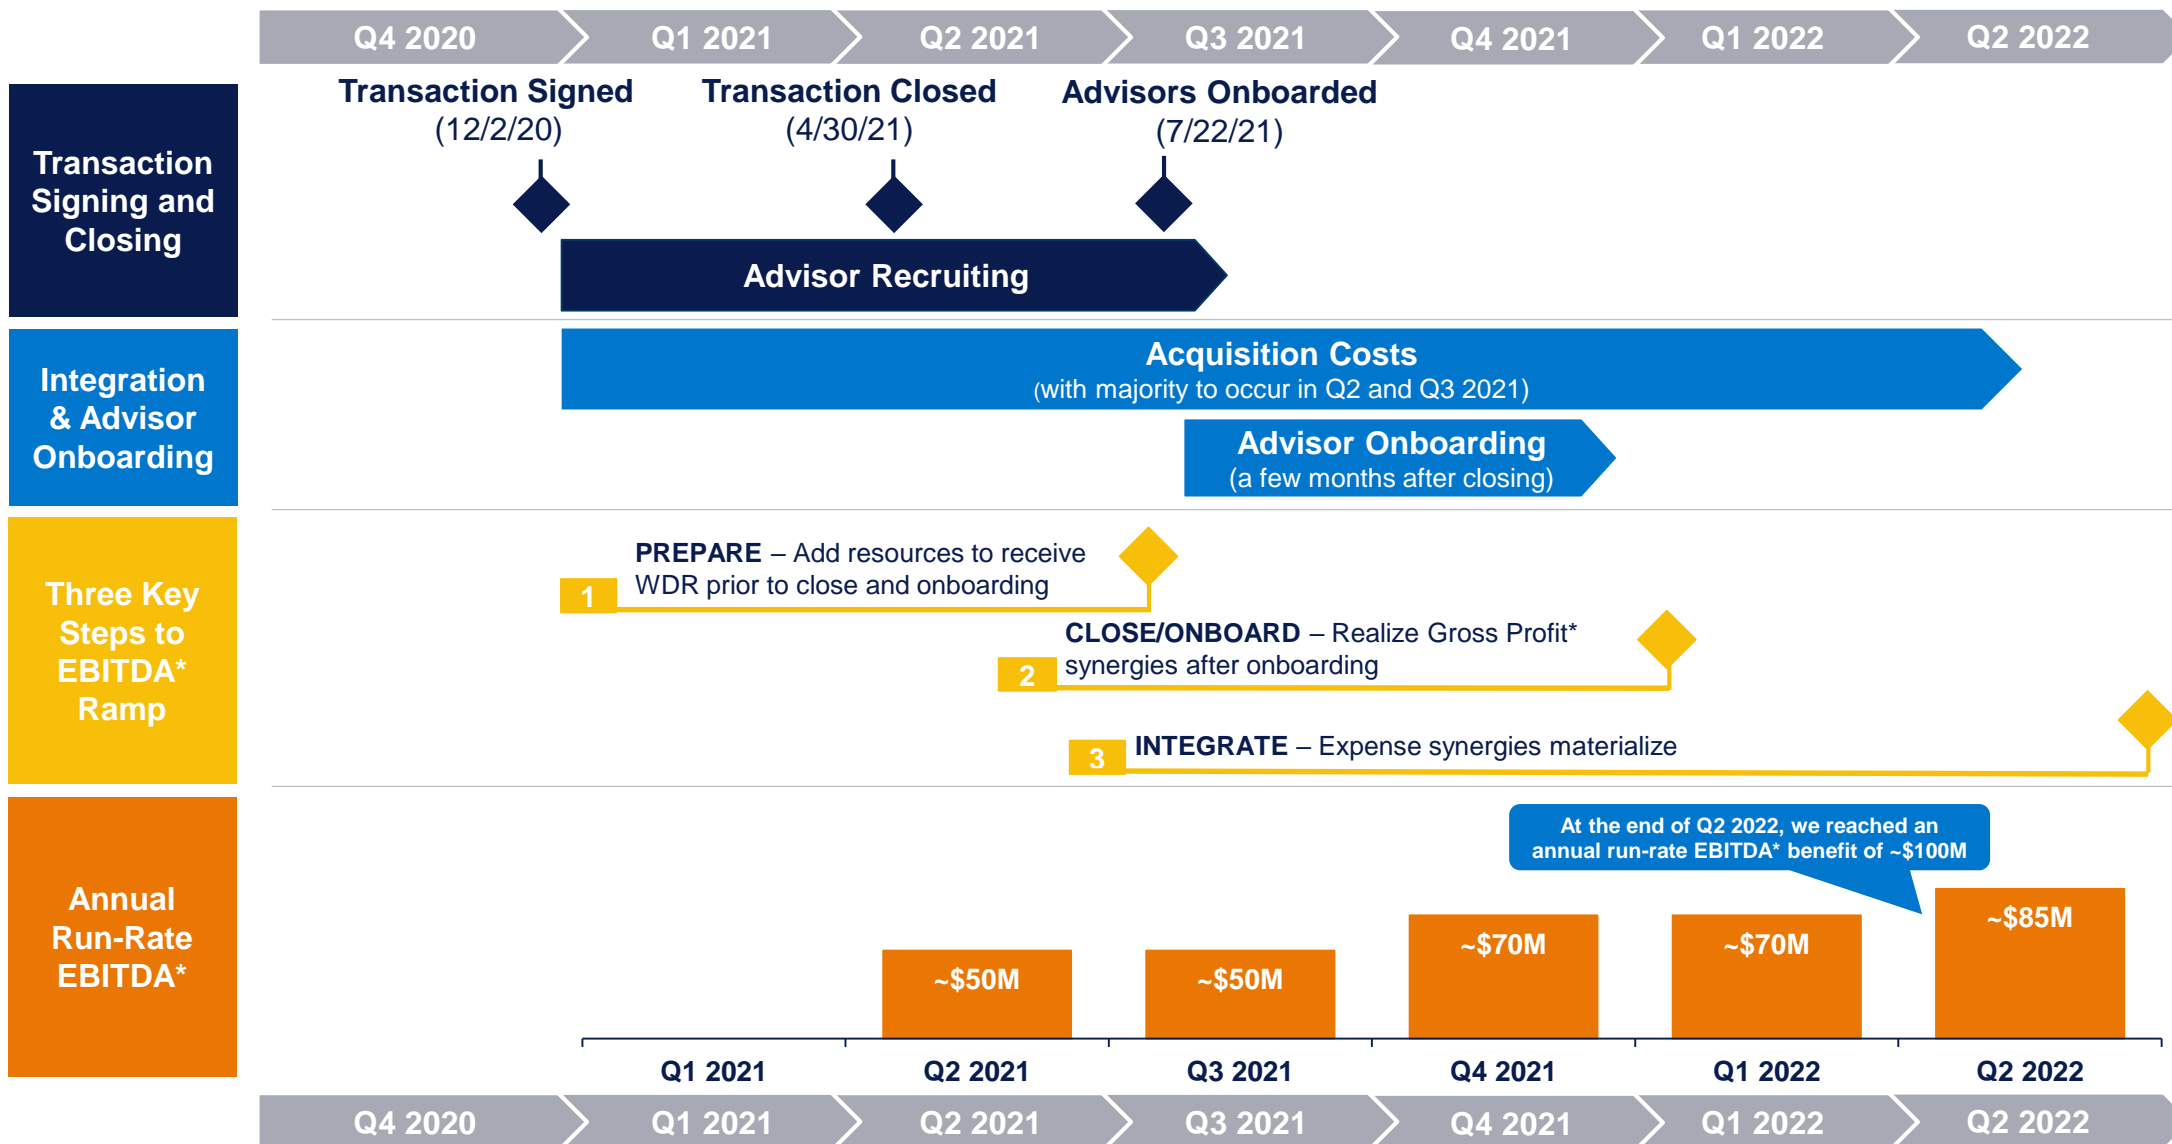 Q4 2020 Q1 2021 Q2 2021 Q3 2021 Q4 2021 Q1 2022 Q2 2022
Transaction
Signing and
Closing
Transaction Signed
(12/2/20)
Transaction Closed
(4/30/21)
Advisors Onboarded
(7/22/21)
Advisor Recruiting
Integration
& Advisor
Onboarding
Acquisition Costs
(with majority to occur in Q2 and Q3 2021)
Advisor Onboarding
(a few months after closing)
Three Key
Steps to
EBITDA*
Ramp
1
PREPARE – Add resources to receive
WDR prior to close and onboarding
2
CLOSE/ONBOARD – Realize Gross Profit*
synergies after onboarding
3
INTEGRATE – Expense synergies materialize
Annual
Run-Rate
EBITDA*
At the end of Q2 2022, we reached an
annual run-rate EBITDA* benefit of ~$100M
~$50M ~$50M ~$70M ~$70M ~$85M
Q1 2021 Q2 2021 Q3 2021 Q4 2021 Q1 2022 Q2 2022
Q4 2020 Q1 2021 Q2 2021 Q3 2021 Q4 2021 Q1 2022 Q2 2022